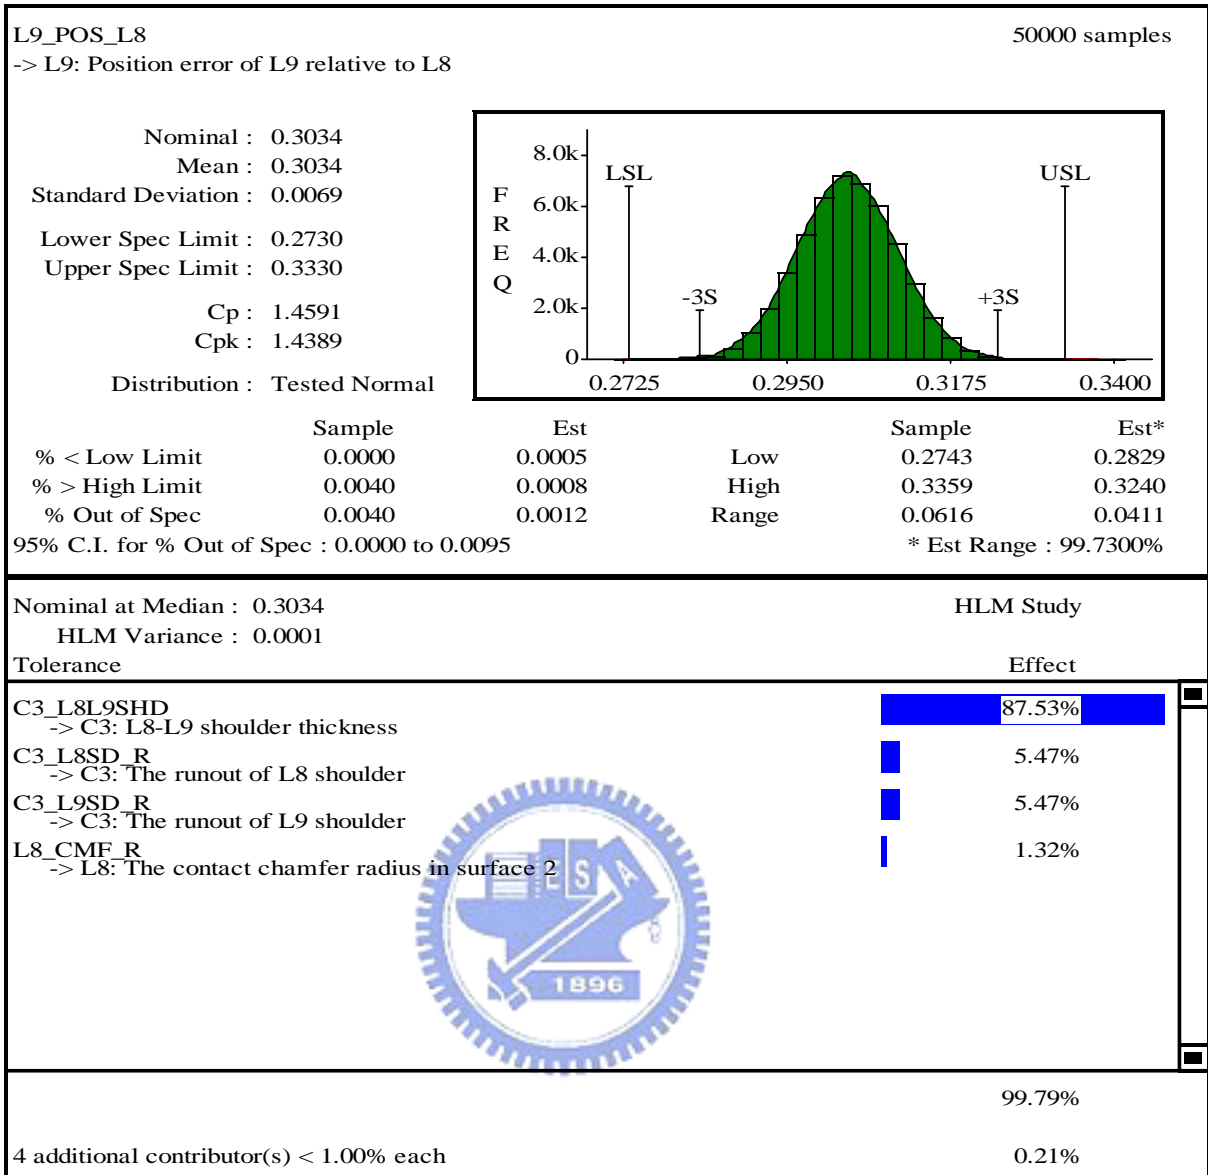 L9_POS_L8 50000 samples
-> L9: Position error of L9 relative to L8
Nominal : 0.3034
Mean : 0.3034
Standard Deviation : 0.0069
Lower Spec Limit : 0.2730
Upper Spec Limit : 0.3330
Cp : 1.4591
Cpk : 1.4389
Distribution : Tested Normal
F
R
E
Q
8.0k
6.0k
4.0k
2.0k
0
LSL
USL
-3S
+3S
0.2725 0.2950 0.3175 0.3400
Sample Est Sample Est*
% < Low Limit 0.0000 0.0005 Low 0.2743 0.2829
% > High Limit 0.0040 0.0008 High 0.3359 0.3240
% Out of Spec 0.0040 0.0012 Range 0.0616 0.0411
95% C.I. for % Out of Spec : 0.0000 to 0.0095 * Est Range : 99.7300%
Nominal at Median : 0.3034 HLM Study
HLM Variance : 0.0001
Tolerance Effect
C3_L8L9SHD 87.53%
-> C3: L8-L9 shoulder thickness
C3_L8SD_R 5.47%
-> C3: The runout of L8 shoulder
C3_L9SD_R 5.47%
-> C3: The runout of L9 shoulder
L8_CMF_R 1.32%
-> L8: The contact chamfer radius in surface 2
E S A
1896
99.79%
4 additional contributor(s) < 1.00% each 0.21%